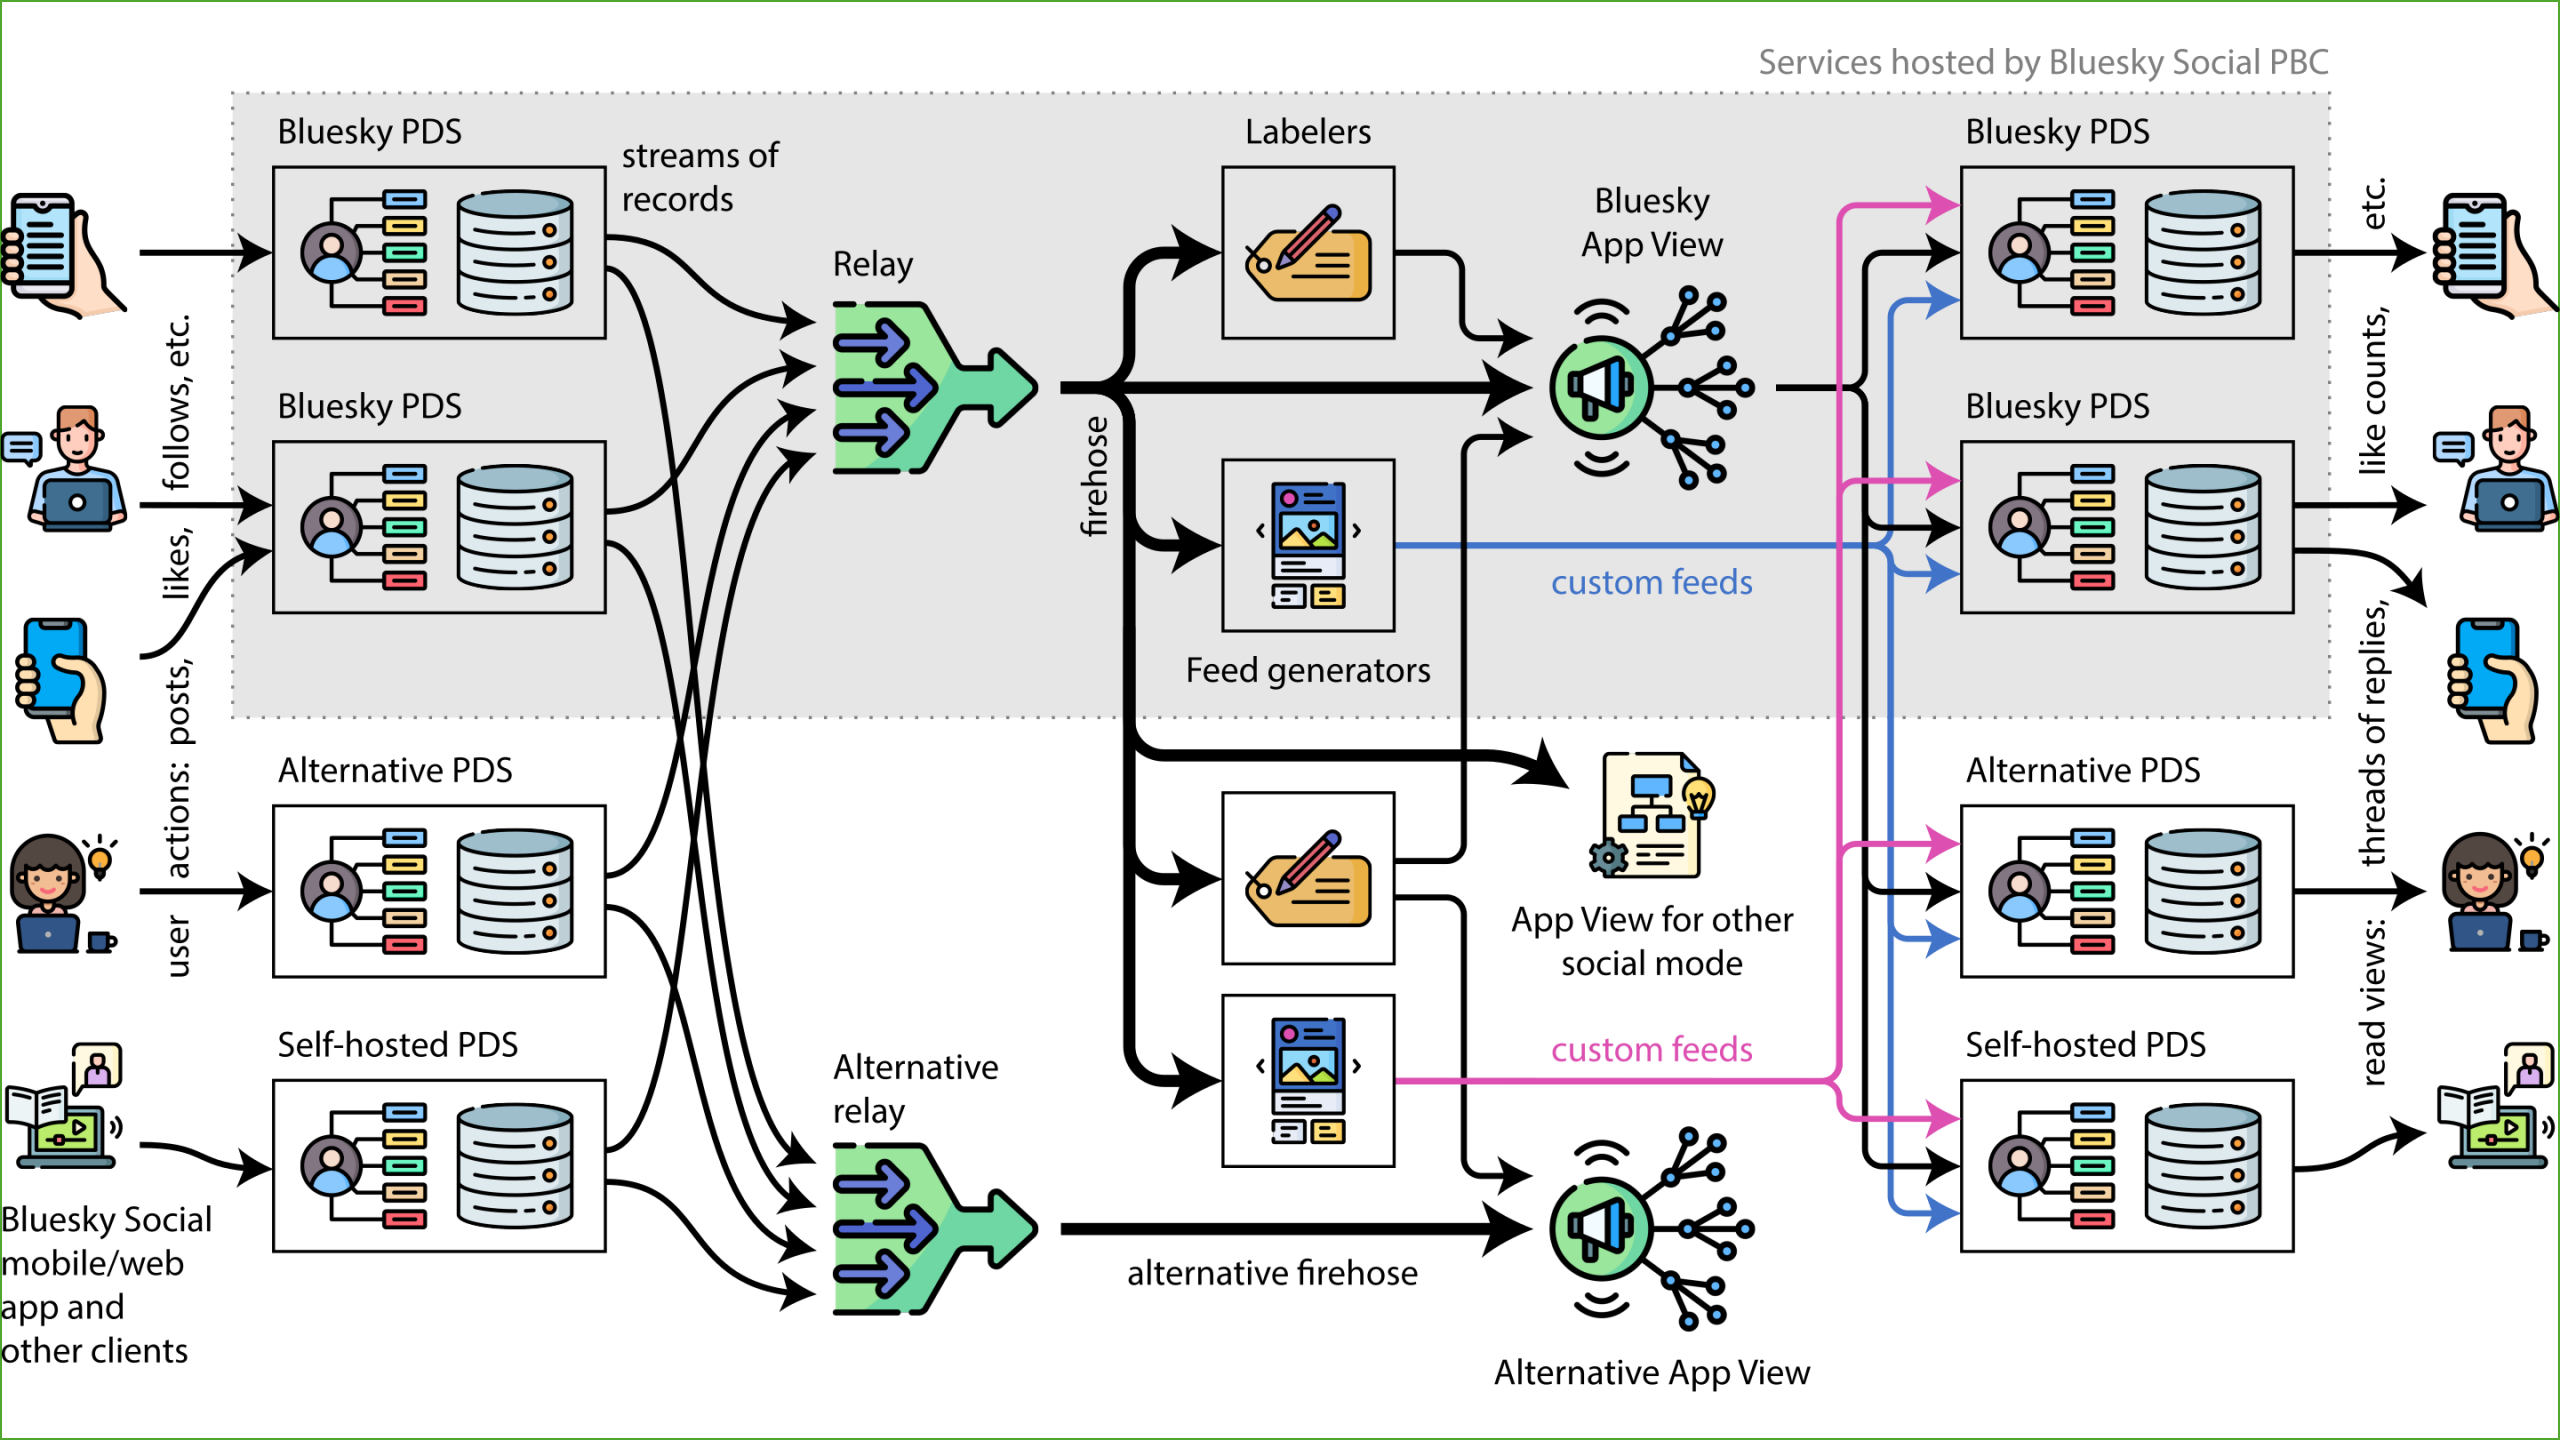 Services hosted by Bluesky Social PBC
Bluesky PDS
streams of
records
Labelers
Bluesky PDS
Bluesky
App View
Relay
Bluesky PDS
Bluesky PDS
firehose
custom feeds
Feed generators
user actions: posts, likes, follows, etc.
read views: threads of replies, like counts, etc.
Alternative PDS
Alternative PDS
App View for other
social mode
Self-hosted PDS
custom feeds
Self-hosted PDS
Alternative
relay
Bluesky Social
mobile/web
app and
other clients
alternative firehose
Alternative App View